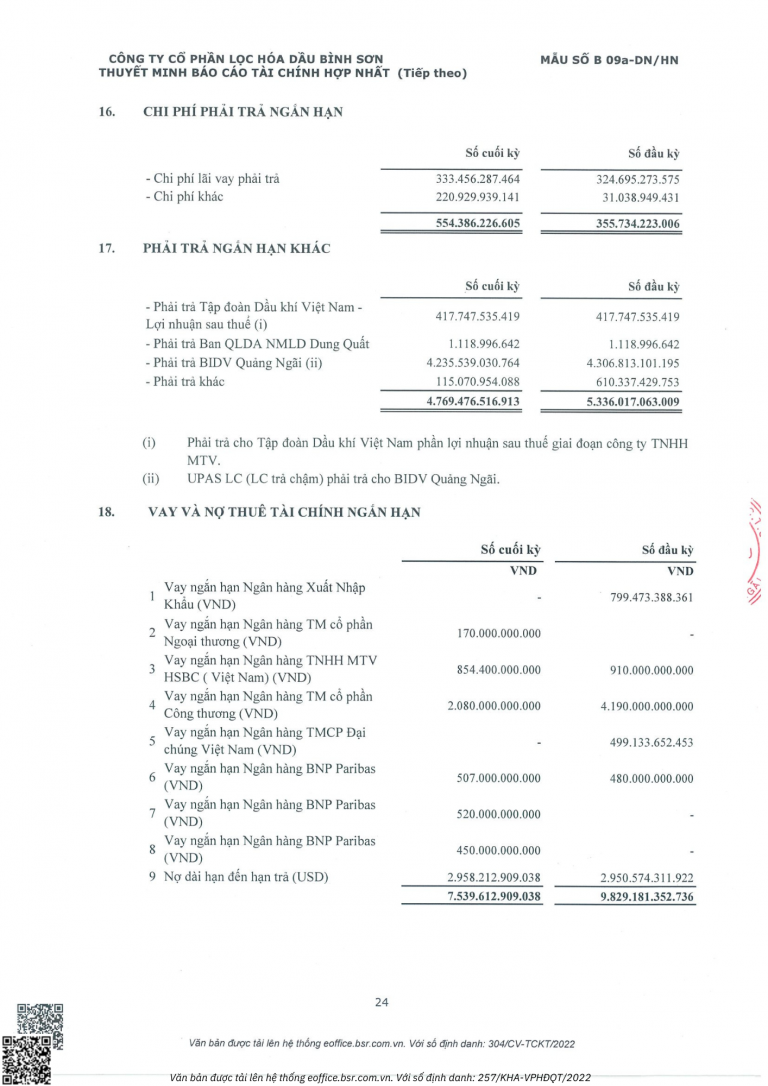 CÔNG TY CỔ PHẦN LỌC HÓA DẦU BÌNH SƠN MẪU SỐ B 09a-DN/HN
THUYẾT MINH BÁO CÁO TÀI CHÍNH HỢP NHẤT (Tiếp theo)
16. CHI PHÍ PHẢI TRẢ NGẮN HẠN
Số cuối kỳ Số đầu kỳ
- Chi phí lãi vay phải trả 333.456.287.464 324.695.273.575
- Chi phí khác 220.929.939.141 31.038.949.431
554.386.226.605 355.734.223.006
17. PHẢI TRẢ NGẮN HẠN KHÁC
Số cuối kỳ Số đầu kỳ
- Phải trả Tập đoàn Dầu khí Việt Nam -
Lợi nhuận sau thuế (i) 417.747.535.419 417.747.535.419
- Phải trả Ban QLDA NMLD Dung Quất 1.118.996.642 1.118.996.642
- Phải trả BIDV Quảng Ngãi (ii) 4.235.539.030.764 4.306.813.101.195
- Phải trả khác 115.070.954.088 610.337.429.753
4.769.476.516.913 5.336.017.063.009
(i) Phải trả cho Tập đoàn Dầu khí Việt Nam phần lợi nhuận sau thuế giai đoạn công ty TNHH
MTV.
(ii) UPAS LC (LC trả chậm) phải trả cho BIDV Quảng Ngãi.
18. VAY VÀ NỢ THUÊ TÀI CHÍNH NGẮN HẠN
Số cuối kỳ Số đầu kỳ
VND VND
1 Vay ngắn hạn Ngân hàng Xuất Nhập
Khẩu (VND) - 799.473.388.361
2 Vay ngắn hạn Ngân hàng TM cổ phần
Ngoại thương (VND) 170.000.000.000 -
3 Vay ngắn hạn Ngân hàng TNHH MTV
HSBC ( Việt Nam) (VND) 854.400.000.000 910.000.000.000
4 Vay ngắn hạn Ngân hàng TM cổ phần
Công thương (VND) 2.080.000.000.000 4.190.000.000.000
5 Vay ngắn hạn Ngân hàng TMCP Đại
chúng Việt Nam (VND) - 499.133.652.453
6 Vay ngắn hạn Ngân hàng BNP Paribas
(VND) 507.000.000.000 480.000.000.000
7 Vay ngắn hạn Ngân hàng BNP Paribas
(VND) 520.000.000.000 -
8 Vay ngắn hạn Ngân hàng BNP Paribas
(VND) 450.000.000.000 -
9 Nợ dài hạn đến hạn trả (USD) 2.958.212.909.038 2.950.574.311.922
7.539.612.909.038 9.829.181.352.736
24
Văn bản được tải lên hệ thống eoffice.bsr.com.vn. Với số định danh: 304/CV-TCKT/2022
Văn bản được tải lên hệ thống eoffice.bsr.com.vn. Với số định danh: 257/KHA-VPHĐQT/2022